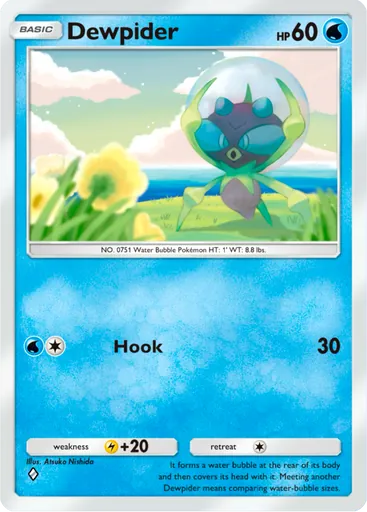 BASIC Dewpider HP 60
NO. 0751 Water Bubble Pokémon HT: 1' WT: 8.8 lbs.
Hook 30
weakness +20 retreat
Illus. Atsuko Nishida
It forms a water bubble at the rear of its body
and then covers its head with it. Meeting another
Dewpider means comparing water-bubble sizes.